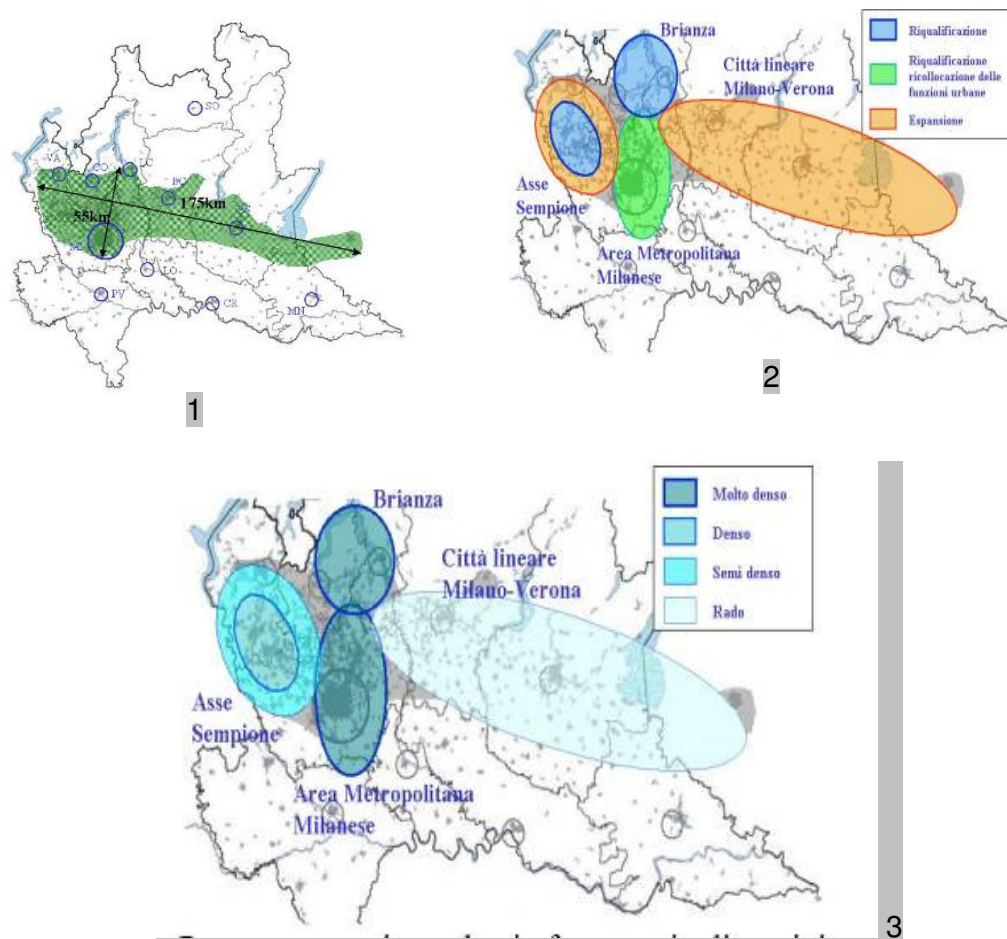 SO
VA
CO
LC
BG
175km
55km
MI
LO
PV
CR
MN
1
Brianza
Città lineare
Milano-Verona
Asse
Sempione
Area Metropolitana
Milanese
Riqualificazione
Riqualificazione
ricollocazione delle
funzioni urbane
Espansione
2
Brianza
Città lineare
Milano-Verona
Asse
Sempione
Area Metropolitana
Milanese
Molto denso
Denso
Semi denso
Rado
3